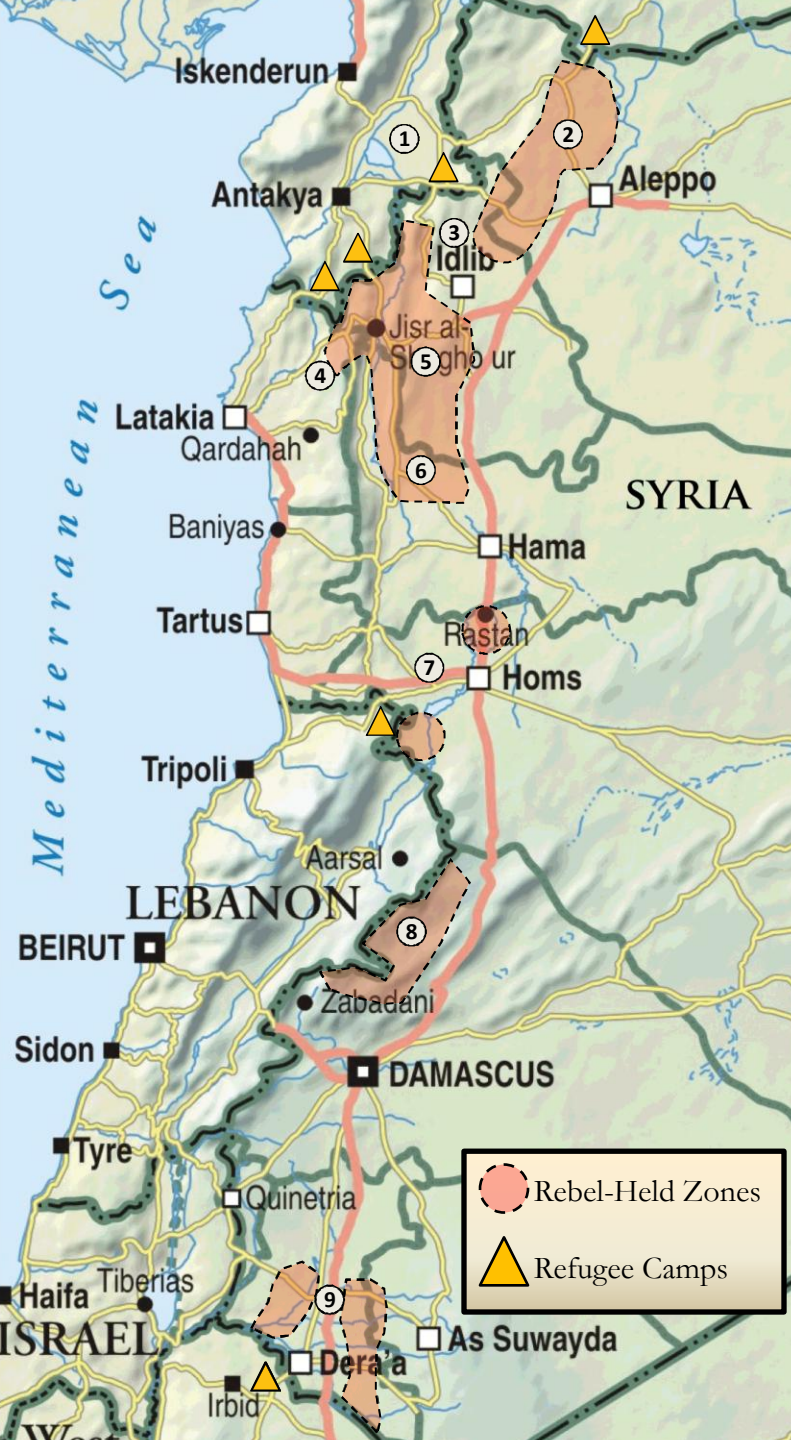 Iskenderun
1
2
Antakya
Aleppo
3
Idlib
Jisr al-
Shoghour
5
4
Latakia
Qardahah
6
SYRIA
Mediterranean Sea
Baniyas
Hama
Tartus
Rastan
7
Homs
Tripoli
Aarsal
LEBANON
8
BEIRUT
Zabadani
Sidon
DAMASCUS
Tyre
Quinetria
Rebel-Held Zones
Refugee Camps
Tiberias
Haifa
9
ISRAEL
As Suwayda
Dera'a
Irbid
West